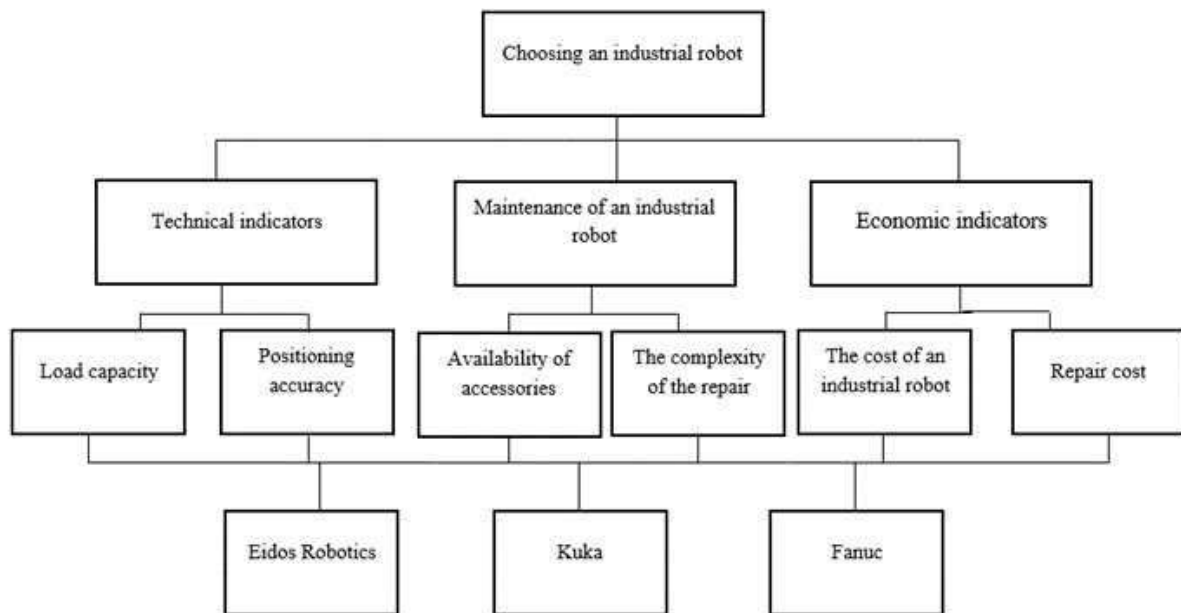 Choosing an industrial robot
Technical indicators
Maintenance of an industrial
robot
Economic indicators
Load capacity
Positioning
accuracy
Availability of
accessories
The complexity
of the repair
The cost of an
industrial robot
Repair cost
Eidos Robotics
Kuka
Fanuc